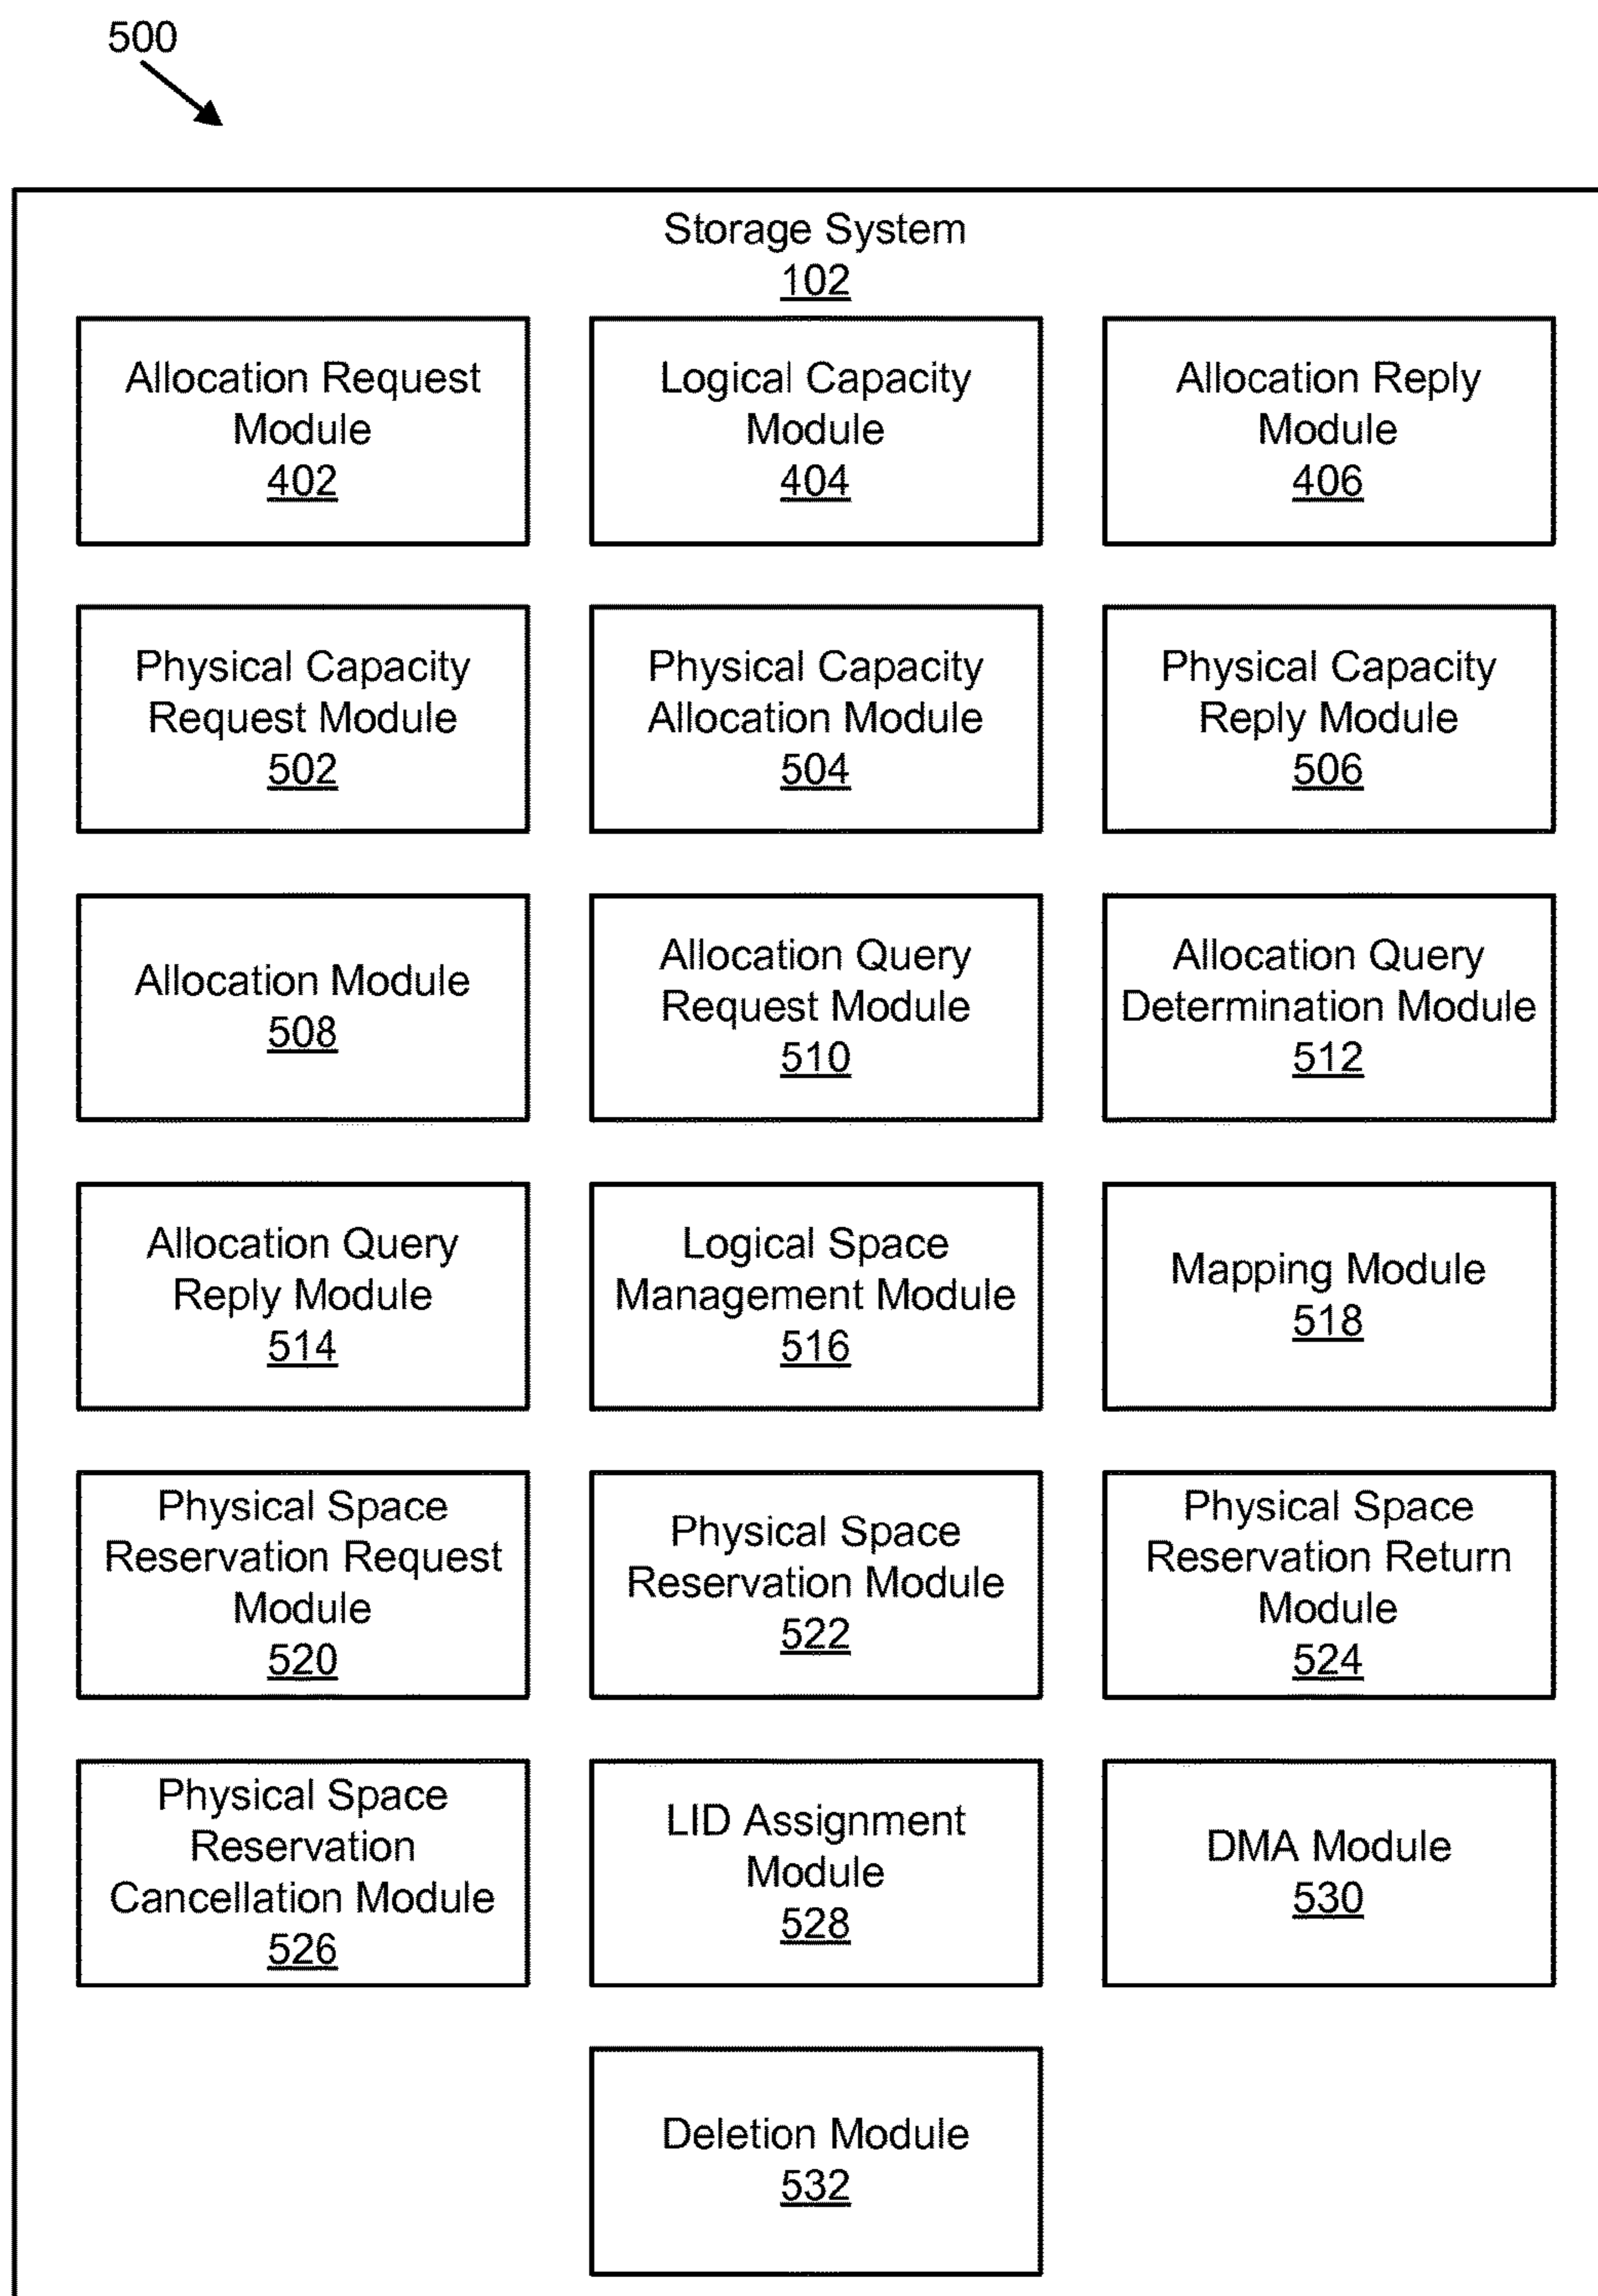 500
Storage System
102
Allocation Request
Module
402
Logical Capacity
Module
404
Allocation Reply
Module
406
Physical Capacity
Request Module
502
Physical Capacity
Allocation Module
504
Physical Capacity
Reply Module
506
Allocation Module
508
Allocation Query
Request Module
510
Allocation Query
Determination Module
512
Allocation Query
Reply Module
514
Logical Space
Management Module
516
Mapping Module
518
Physical Space
Reservation Request
Module
520
Physical Space
Reservation Module
522
Physical Space
Reservation Return
Module
524
Physical Space
Reservation
Cancellation Module
526
LID Assignment
Module
528
DMA Module
530
Deletion Module
532